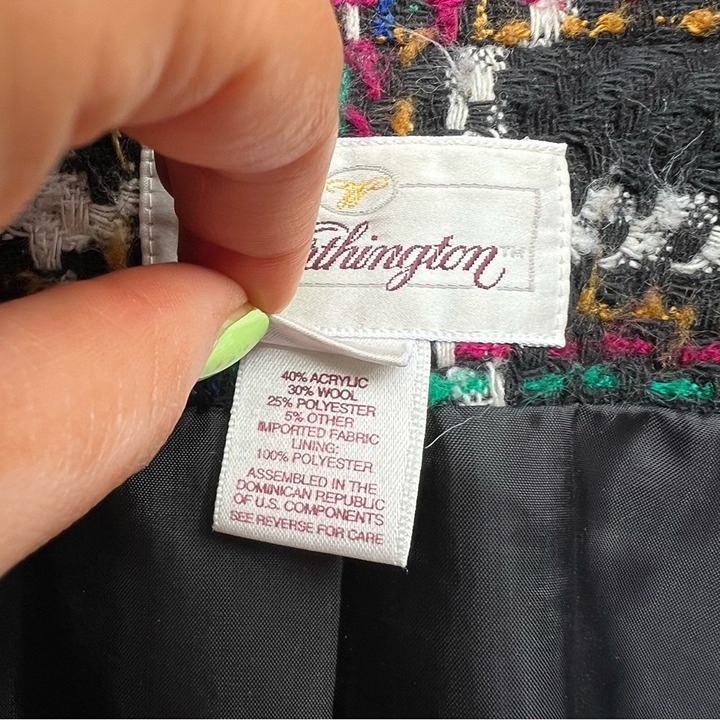 thington™
40% ACRYLIC
30% WOOL
25% POLYESTER
5% OTHER
IMPORTED FABRIC
LINING:
100% POLYESTER
ASSEMBLED IN THE
DOMINICAN REPUBLIC
OF U.S. COMPONENTS
SEE REVERSE FOR CARE